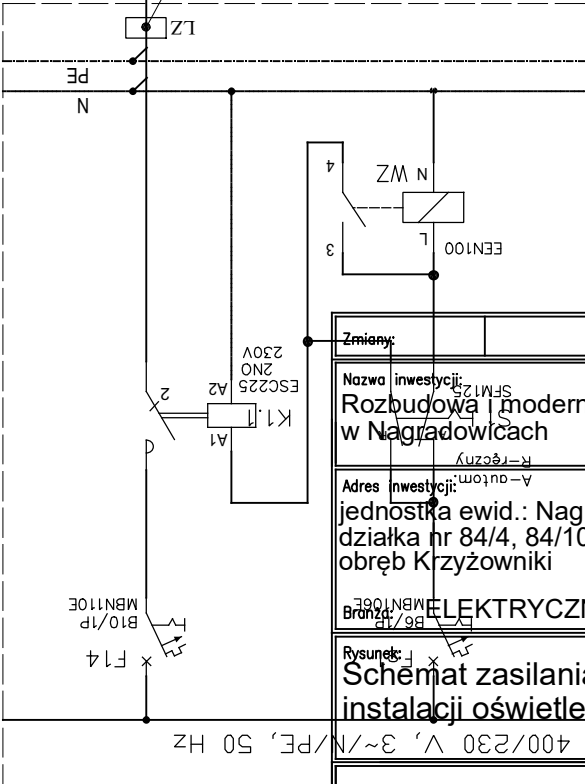 LZ
PE
N
4
N
WZ
3
L
EEN100
Zmiany:
ESC225
2NO
230V
A2
2
K1.1
A1
Nazwa inwestycji:
Rozbudowa i modern
w Nagradowicach
SFM125
S1
A
R
A-autom.
R-ręczny
Adres inwestycji:
jednostka ewid.: Nag
działka nr 84/4, 84/10
obręb Krzyżowniki
MBN110E
B10/1P
F14
MBN106E
B6/1P
Branża: ELEKTRYCZN
Rysunek:
Schemat zasilania
instalacji oświetle
400/230 V, 3~/N/PE, 50 Hz